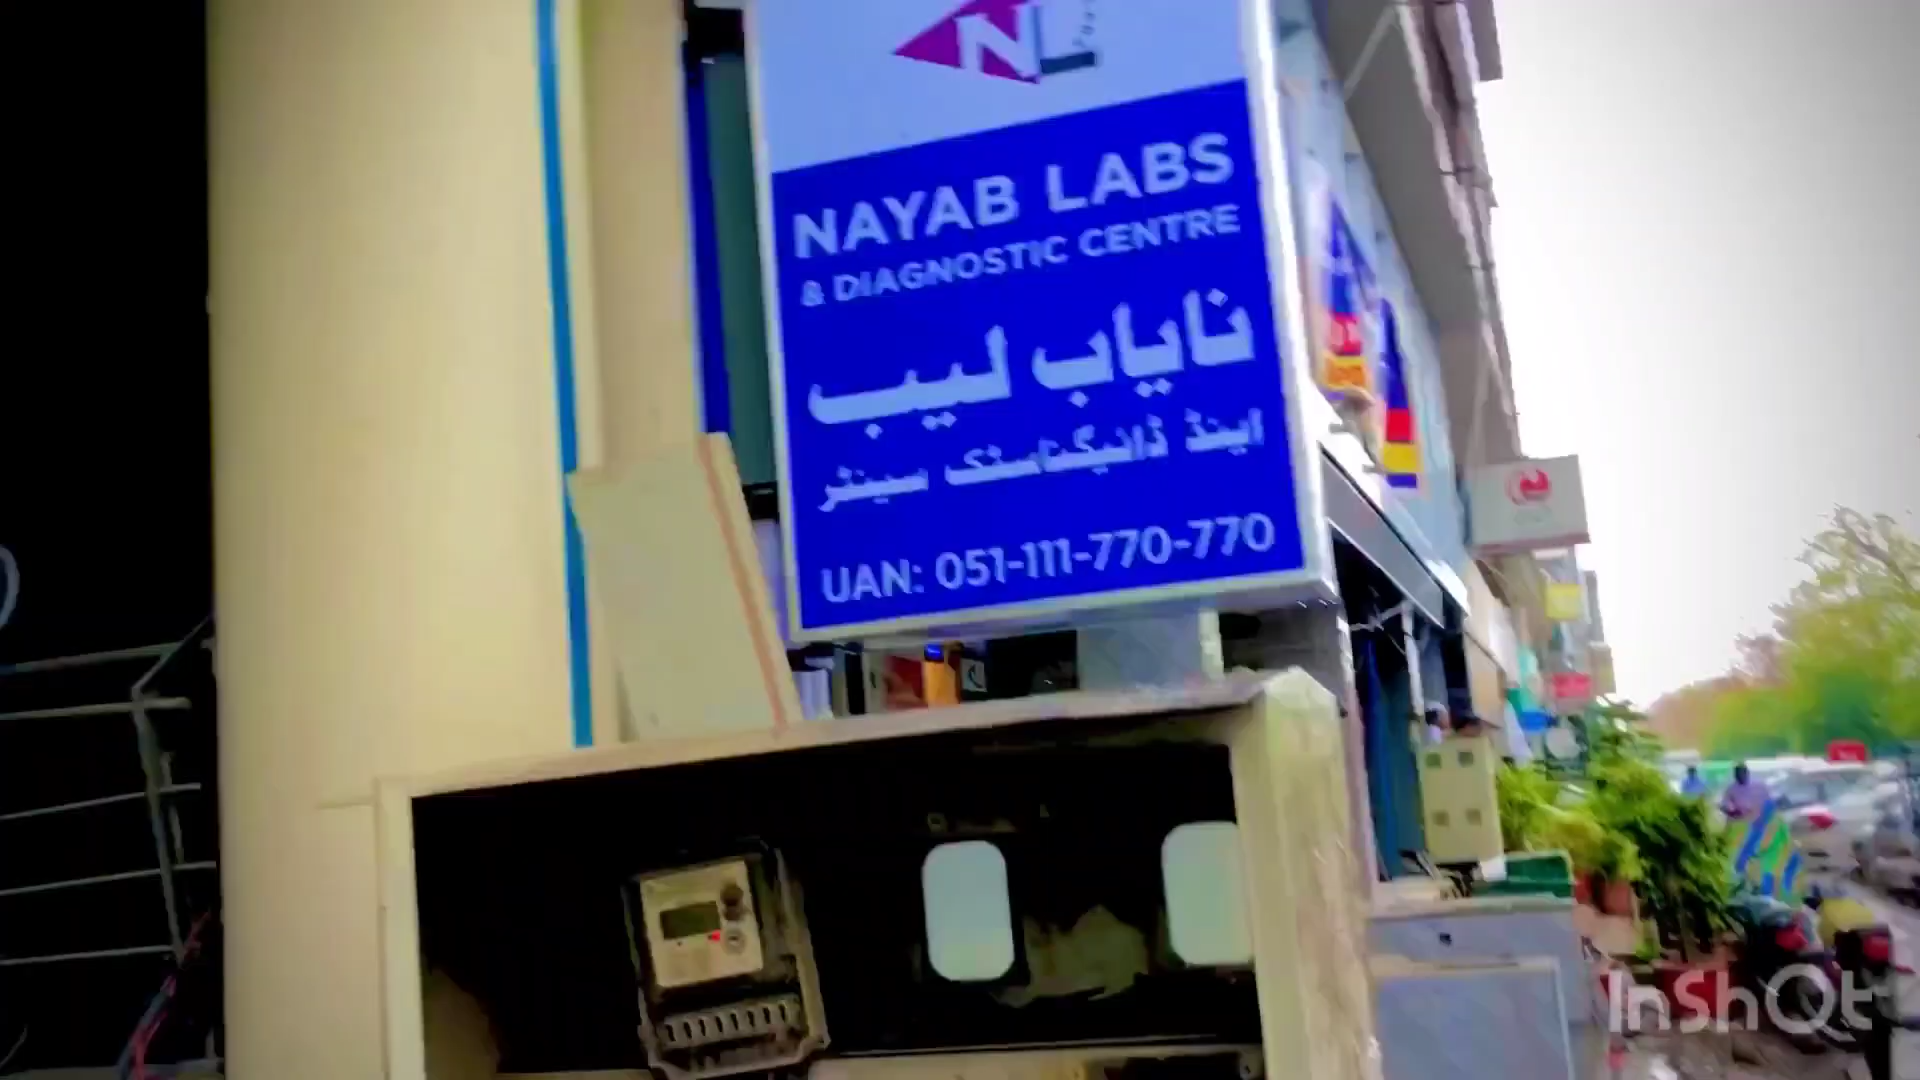 NL
NAYAB LABS
& DIAGNOSTIC CENTRE
نایاب لیب
اینڈ ڈائیگناسٹک سینٹر
UAN: 051-111-770-770
InShOt